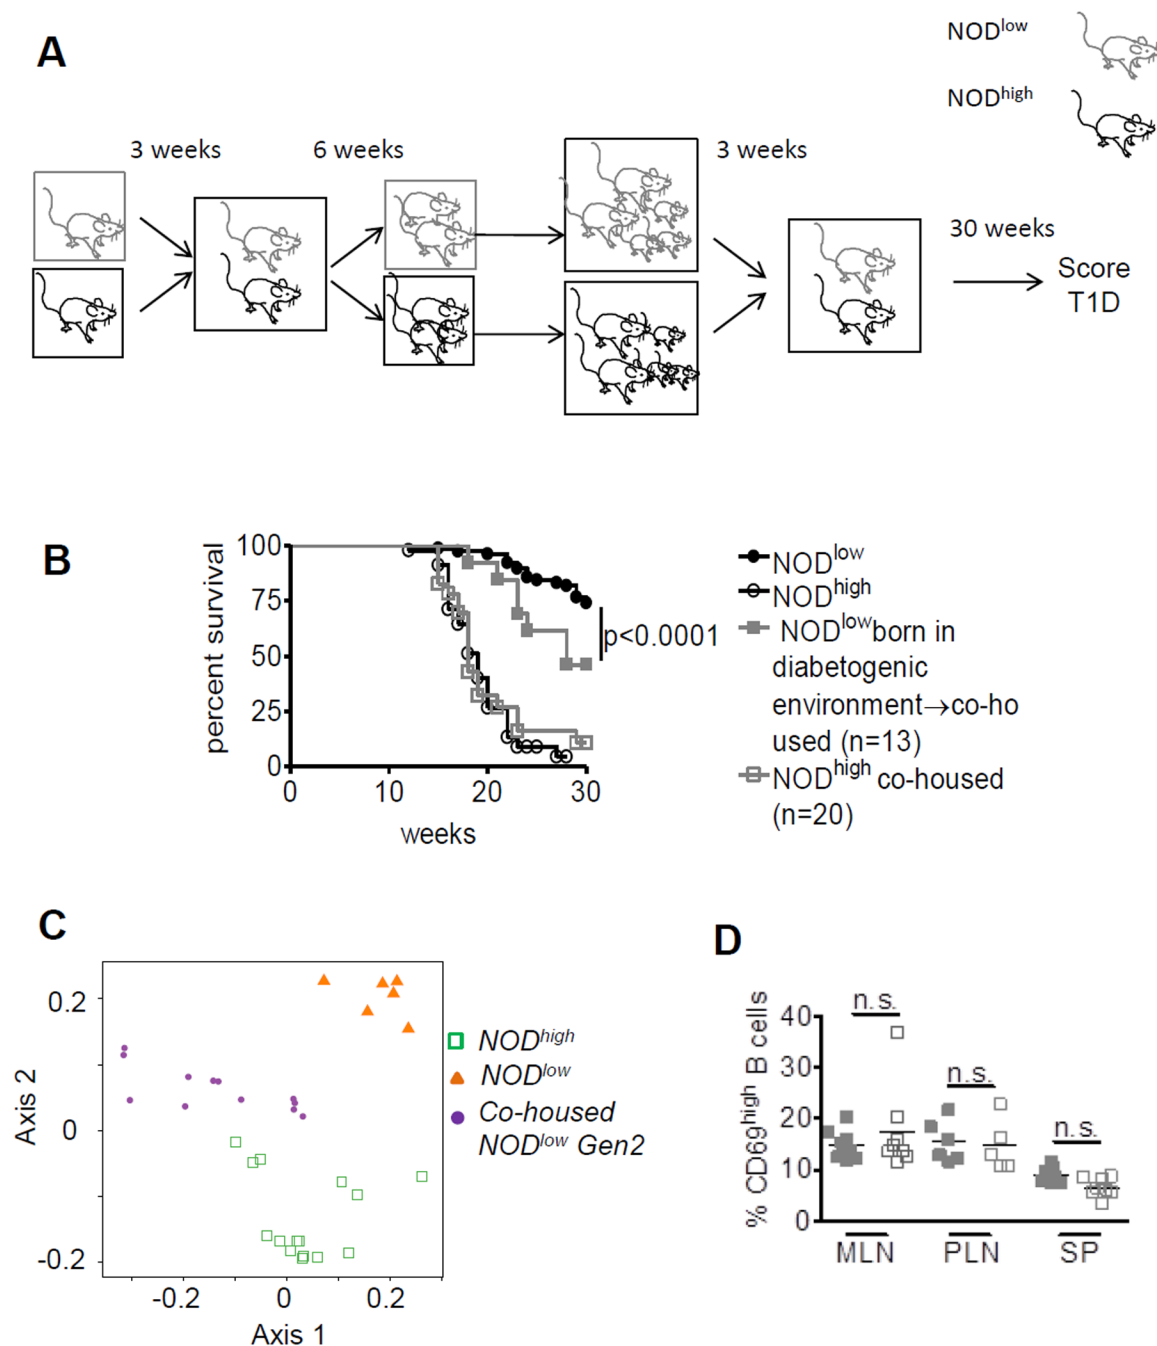 A
NODlow
NODhigh
3 weeks
6 weeks
3 weeks
30 weeks
Score
T1D
B
percent survival
100
75
50
25
0
0
10
20
30
weeks
p<0.0001
NODlow
NODhigh
NODlow born in
diabetogenic
environment→co-ho
used (n=13)
NODhigh co-housed
(n=20)
C
Axis 2
0.2
0
-0.2
-0.2
0
0.2
Axis 1
NODhigh
NODlow
Co-housed
NODlow Gen2
D
% CD69high B cells
40
30
20
10
0
n.s.
n.s.
n.s.
MLN
PLN
SP